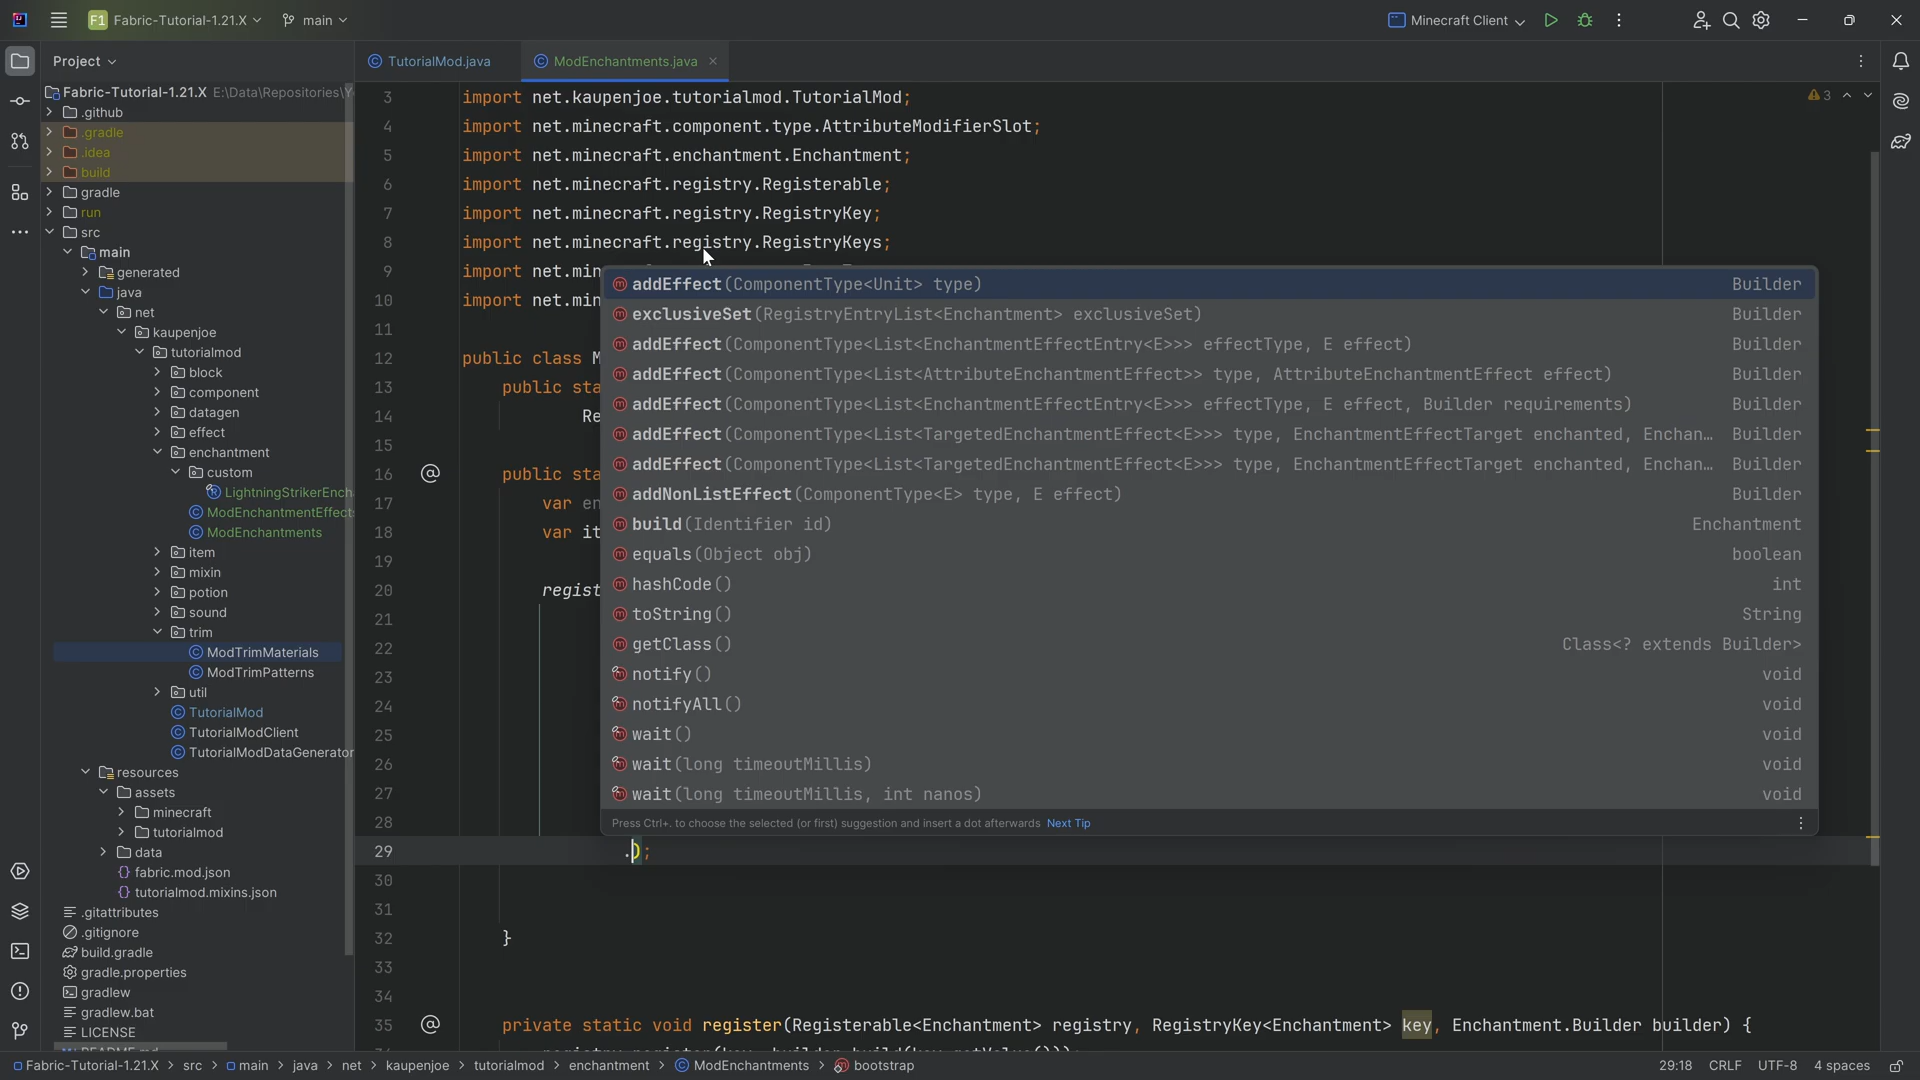 F1 Fabric-Tutorial-1.21.X main Minecraft Client
Project
TutorialMod.java ModEnchantments.java
Fabric-Tutorial-1.21.X E:\Data\Repositories\Y
.github
.gradle
.idea
build
gradle
run
src
main
generated
java
net
kaupenjoe
tutorialmod
block
component
datagen
effect
enchantment
custom
LightningStrikerEnch
ModEnchantmentEffects
ModEnchantments
item
mixin
potion
sound
trim
ModTrimMaterials
ModTrimPatterns
util
TutorialMod
TutorialModClient
TutorialModDataGenerator
resources
assets
minecraft
tutorialmod
data
fabric.mod.json
tutorialmod.mixins.json
.gitattributes
.gitignore
build.gradle
gradle.properties
gradlew
gradlew.bat
LICENSE
3 import net.kaupenjoe.tutorialmod.TutorialMod; 3
4 import net.minecraft.component.type.AttributeModifierSlot;
5 import net.minecraft.enchantment.Enchantment;
6 import net.minecraft.registry.Registerable;
7 import net.minecraft.registry.RegistryKey;
8 import net.minecraft.registry.RegistryKeys;
9 import net.min
10 import net.min
11
12 public class M
13 public sta
14 Re
15
16 @ public sta
17 var en
18 var it
19
20 regist
21
22
23
24
25
26
27
28
addEffect(ComponentType<Unit> type) Builder
exclusiveSet(RegistryEntryList<Enchantment> exclusiveSet) Builder
addEffect(ComponentType<List<EnchantmentEffectEntry<E>>> effectType, E effect) Builder
addEffect(ComponentType<List<AttributeEnchantmentEffect>> type, AttributeEnchantmentEffect effect) Builder
addEffect(ComponentType<List<EnchantmentEffectEntry<E>>> effectType, E effect, Builder requirements) Builder
addEffect(ComponentType<List<TargetedEnchantmentEffect<E>>> type, EnchantmentEffectTarget enchanted, Enchan... Builder
addEffect(ComponentType<List<TargetedEnchantmentEffect<E>>> type, EnchantmentEffectTarget enchanted, Enchan... Builder
addNonListEffect(ComponentType<E> type, E effect) Builder
build(Identifier id) Enchantment
equals(Object obj) boolean
hashCode() int
toString() String
getClass() Class<? extends Builder>
notify() void
notifyAll() void
wait() void
wait(long timeoutMillis) void
wait(long timeoutMillis, int nanos) void
Press Ctrl+. to choose the selected (or first) suggestion and insert a dot afterwards Next Tip
29 .);
30
31
32 }
33
34
35 @ private static void register(Registerable<Enchantment> registry, RegistryKey<Enchantment> key, Enchantment.Builder builder) {
Fabric-Tutorial-1.21.X > src > main > java > net > kaupenjoe > tutorialmod > enchantment > ModEnchantments > bootstrap 29:18 CRLF UTF-8 4 spaces